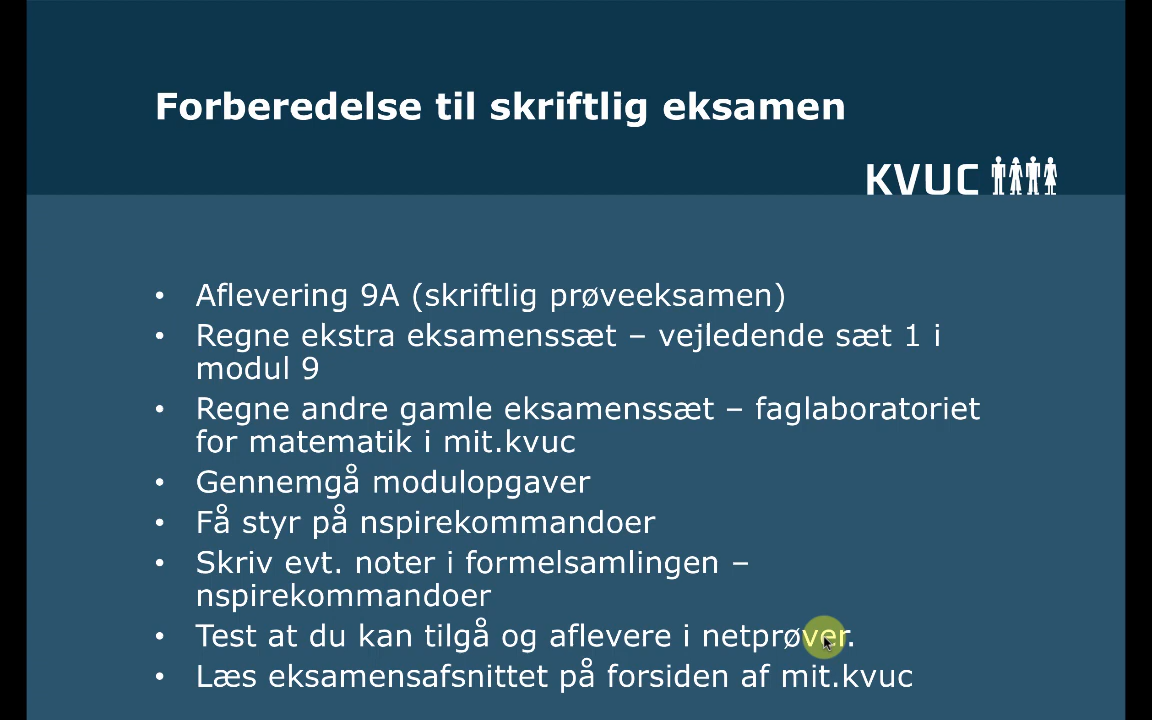 Forberedelse til skriftlig eksamen
KVUC
• Aflevering 9A (skriftlig prøveeksamen)
• Regne ekstra eksamenssæt – vejledende sæt 1 i
modul 9
• Regne andre gamle eksamenssæt – faglaboratoriet
for matematik i mit.kvuc
• Gennemgå modulopgaver
• Få styr på nspirekommandoer
• Skriv evt. noter i formelsamlingen –
nspirekommandoer
• Test at du kan tilgå og aflevere i netprøver.
• Læs eksamensafsnittet på forsiden af mit.kvuc